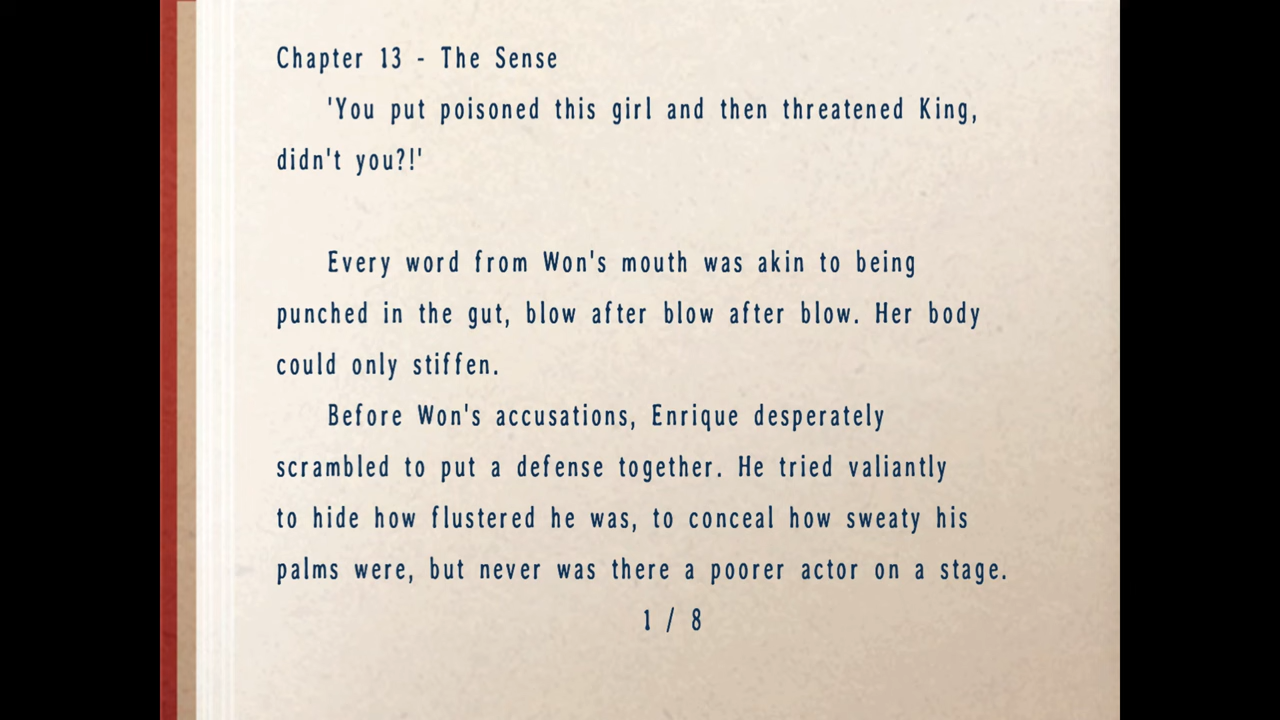 Chapter 13 - The Sense
'You put poisoned this girl and then threatened King,
didn't you?!'
Every word from Won's mouth was akin to being
punched in the gut, blow after blow after blow. Her body
could only stiffen.
Before Won's accusations, Enrique desperately
scrambled to put a defense together. He tried valiantly
to hide how flustered he was, to conceal how sweaty his
palms were, but never was there a poorer actor on a stage.
1 / 8